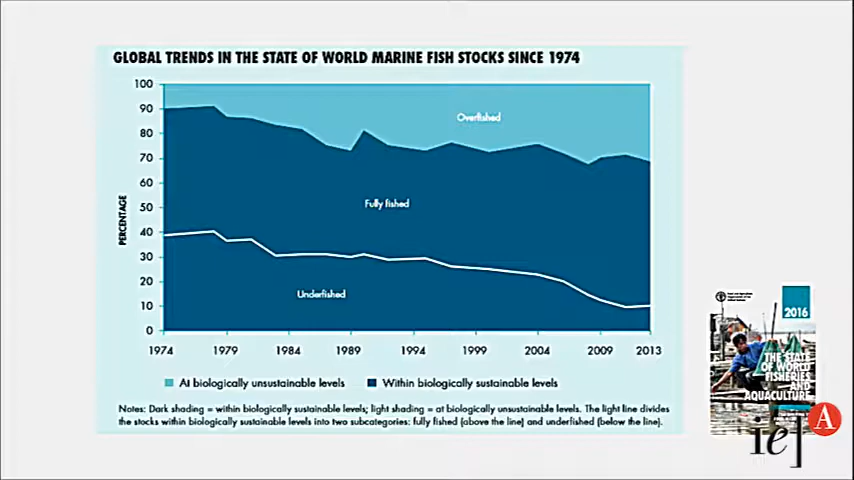 GLOBAL TRENDS IN THE STATE OF WORLD MARINE FISH STOCKS SINCE 1974
100
90
80
70
60
50
40
30
20
10
0
PERCENTAGE
Overfished
Fully fished
Underfished
1974 1979 1984 1989 1994 1999 2004 2009 2013
At biologically unsustainable levels Within biologically sustainable levels
Notes: Dark shading = within biologically sustainable levels; light shading = at biologically unsustainable levels. The light line divides
the stocks within biologically sustainable levels into two subcategories: fully fished (above the line) and underfished (below the line).
2016
THE STATE
OF WORLD
FISHERIES
AND
AQUACULTURE
ie]
A